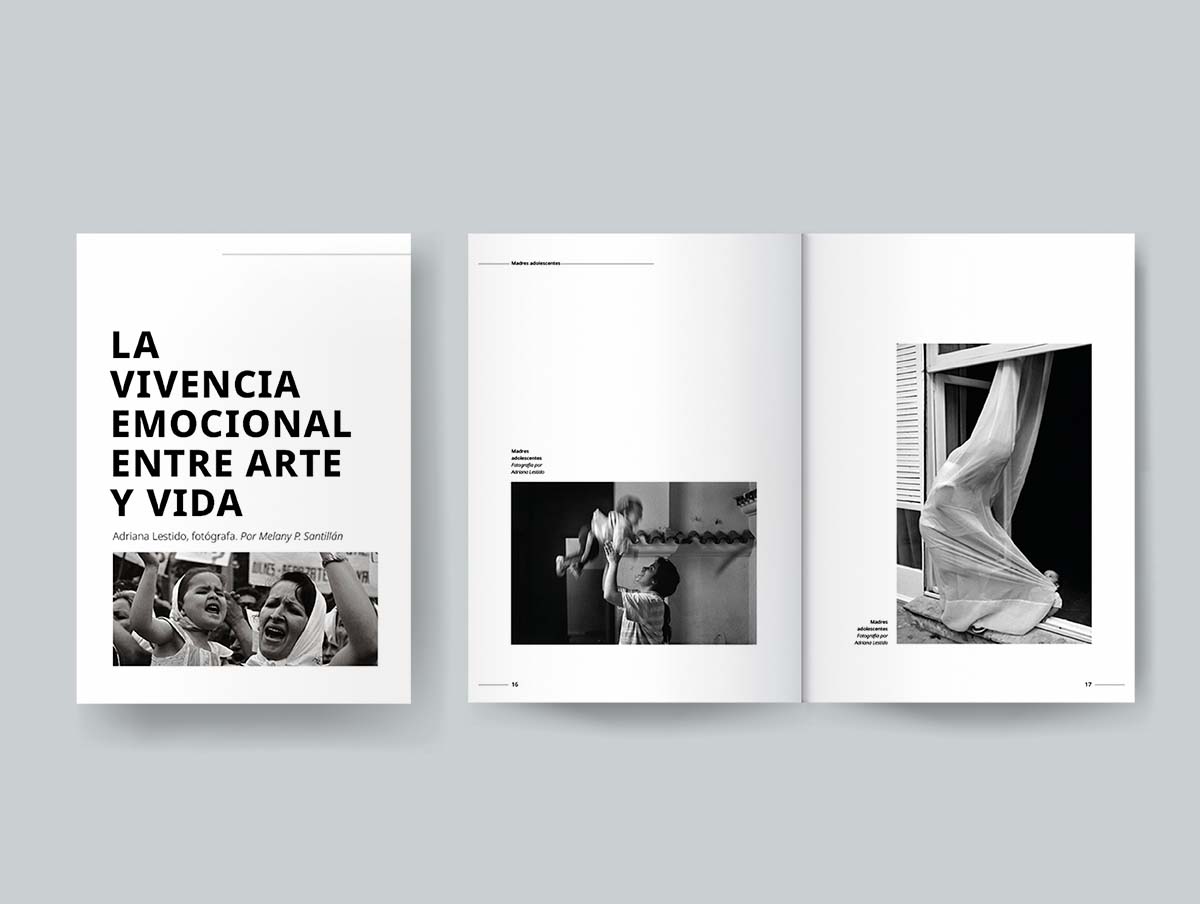 LA
VIVENCIA
EMOCIONAL
ENTRE ARTE
Y VIDA
Adriana Lestido, fotógrafa. Por Melany P. Santillán
Madres adolescentes
Madres
adolescentes
Fotografía por
Adriana Lestido
16
Madres
adolescentes
Fotografía por
Adriana Lestido
17